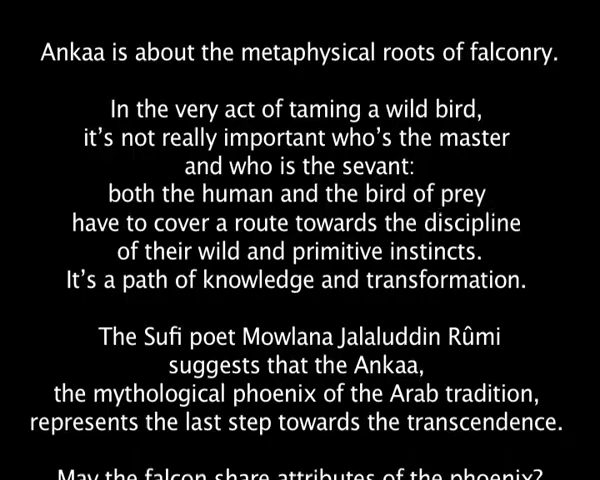 Ankaa is about the metaphysical roots of falconry.
In the very act of taming a wild bird,
it's not really important who's the master
and who is the sevant:
both the human and the bird of prey
have to cover a route towards the discipline
of their wild and primitive instincts.
It's a path of knowledge and transformation.
The Sufi poet Mowlana Jalaluddin Rûmi
suggests that the Ankaa,
the mythological phoenix of the Arab tradition,
represents the last step towards the transcendence.
May the falcon share attributes of the phoenix?